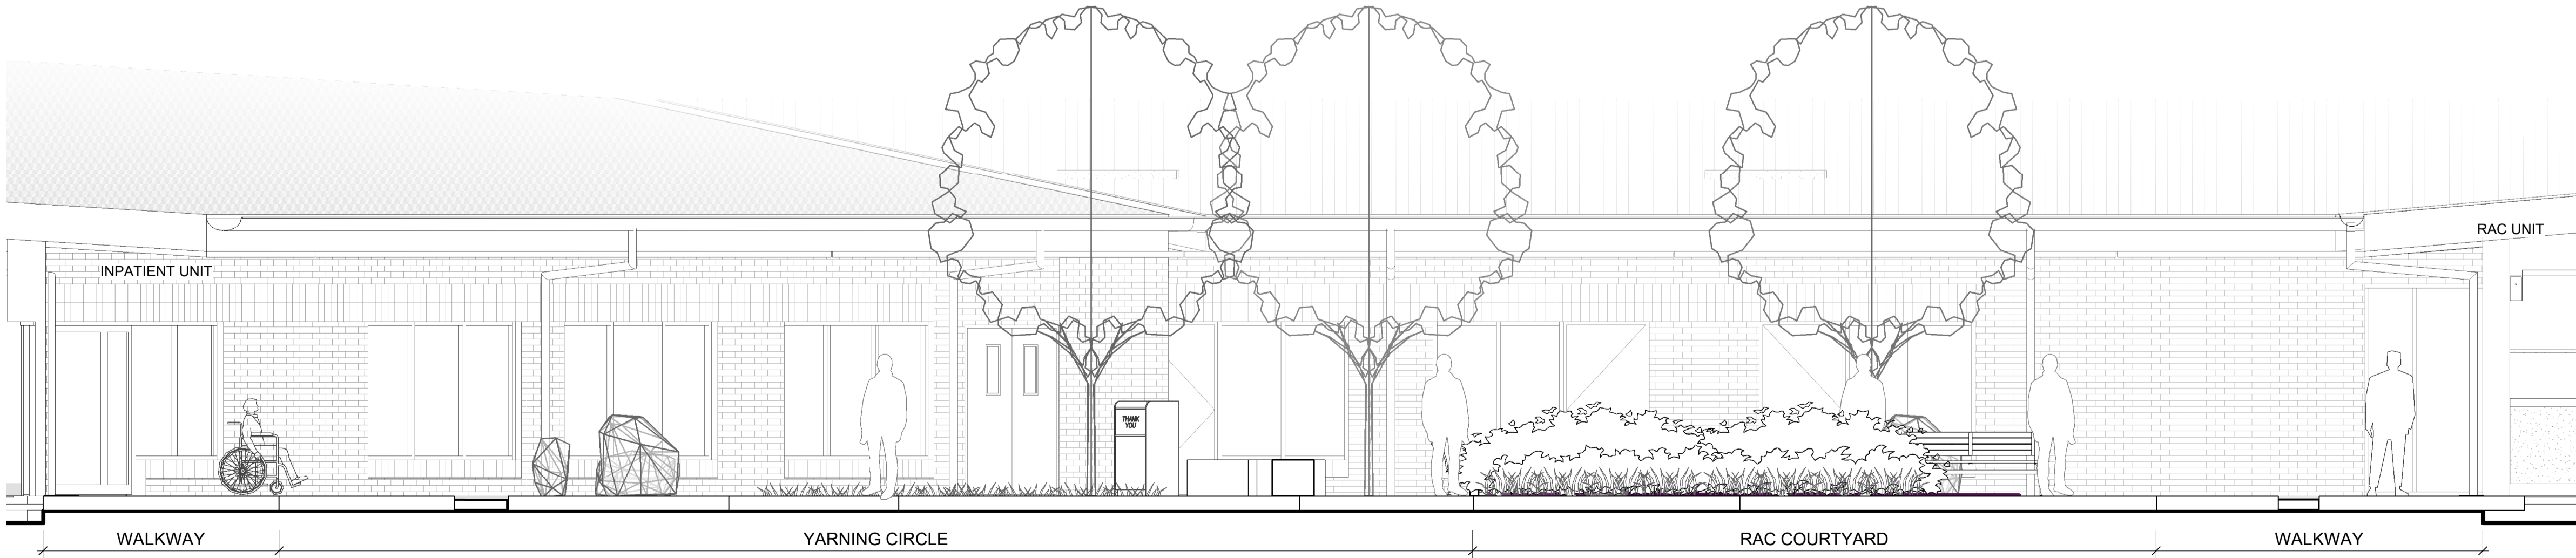 RAC UNIT
INPATIENT UNIT
THANK
YOU
WALKWAY
YARNING CIRCLE
RAC COURTYARD
WALKWAY